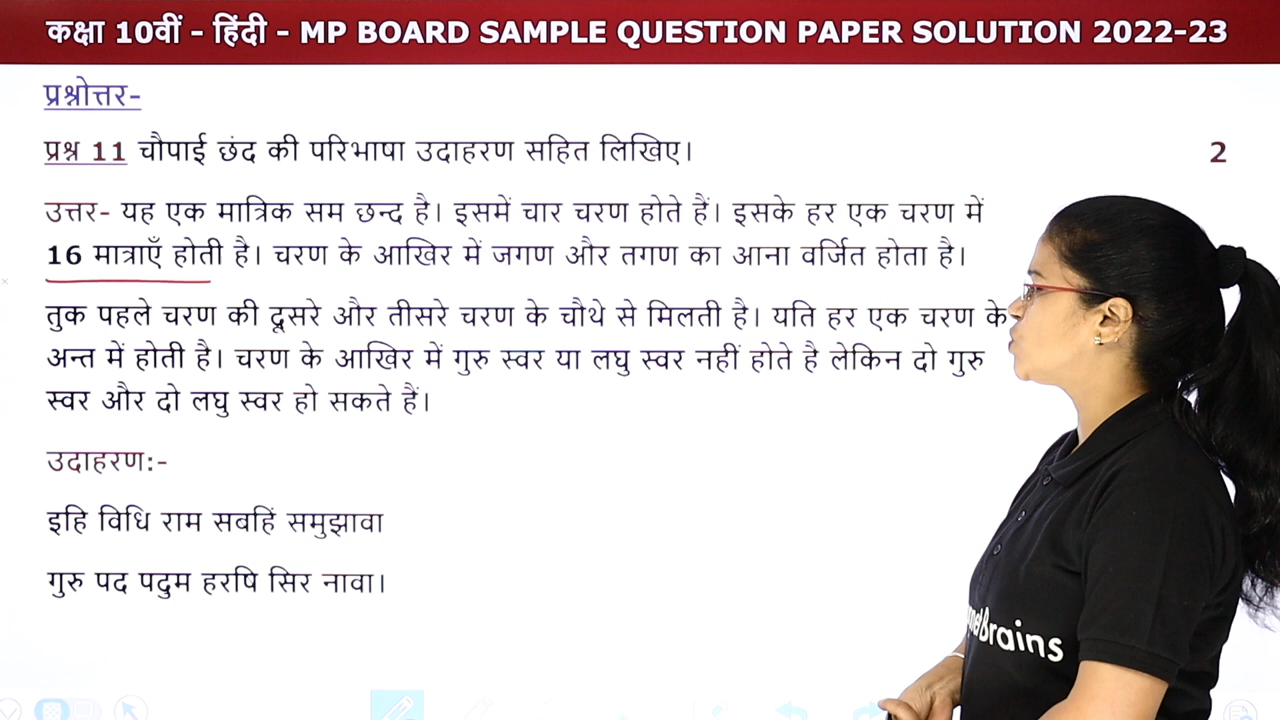 कक्षा 10वीं - हिंदी - MP BOARD SAMPLE QUESTION PAPER SOLUTION 2022-23
प्रश्नोत्तर-
प्रश्न 11 चौपाई छंद की परिभाषा उदाहरण सहित लिखिए। 2
उत्तर- यह एक मात्रिक सम छन्द है। इसमें चार चरण होते हैं। इसके हर एक चरण में
16 मात्राएँ होती है। चरण के आखिर में जगण और तगण का आना वर्जित होता है।
तुक पहले चरण की दूसरे और तीसरे चरण के चौथे से मिलती है। यति हर एक चरण के
अन्त में होती है। चरण के आखिर में गुरु स्वर या लघु स्वर नहीं होते है लेकिन दो गुरु
स्वर और दो लघु स्वर हो सकते हैं।
उदाहरण:-
इहि विधि राम सबहिं समुझावा
गुरु पद पदुम हरषि सिर नावा।
Brains